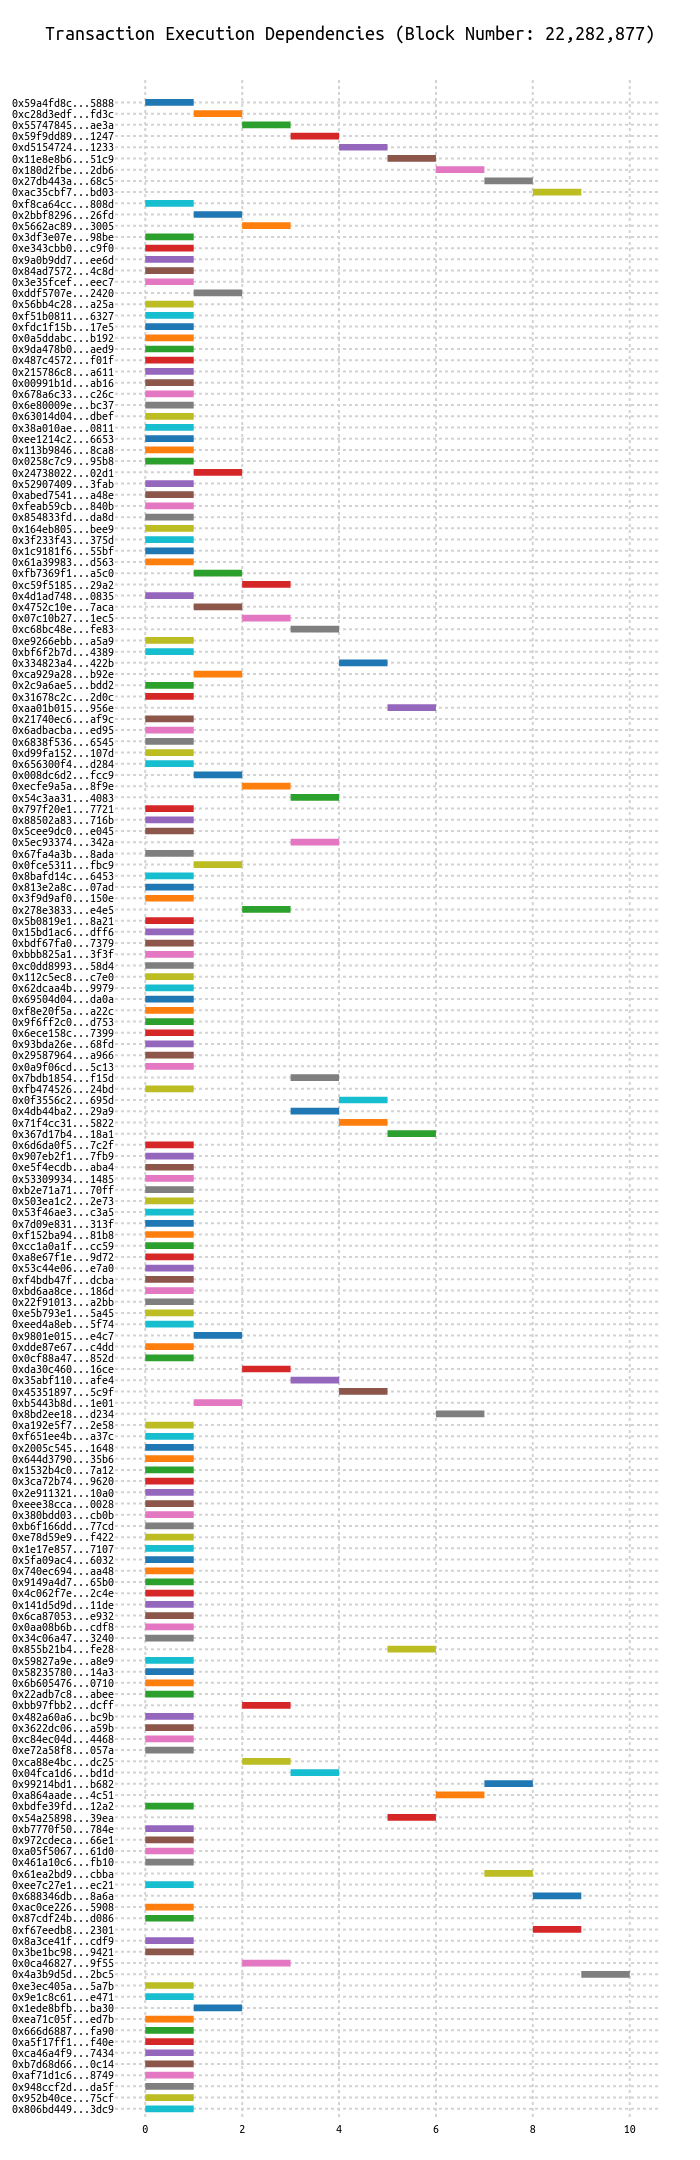 Transaction Execution Dependencies (Block Number: 22,282,877)
0x59a4fd8c...5888
0xc28d3edf...fd3c
0x55747845...ae3a
0x59f9dd89...1247
0xd5154724...1233
0x11e8e8b6...51c9
0x180d2fbe...2db6
0x27db443a...68c5
0xac35cbf7...bd03
0xf8ca64cc...808d
0x2bbf8296...26fd
0x5662ac89...3005
0x3df3e07e...98be
0xe343cbb0...c9f0
0x9a0b9dd7...ee6d
0x84ad7572...4c8d
0x3e35fcef...eec7
0xddf5707e...2420
0x56bb4c28...a25a
0xf51b0811...6327
0xfdc1f15b...17e5
0x0a5ddabc...b192
0x9da478b0...aed9
0x487c4572...f01f
0x215786c8...a611
0x00991b1d...ab16
0x678a6c33...c26c
0x6e80009e...bc37
0x63014d04...dbef
0x38a010ae...0811
0xee1214c2...6653
0x113b9846...8ca8
0x0258c7c9...95b8
0x24738022...02d1
0x52907409...3fab
0xabed7541...a48e
0xfeab59cb...840b
0x854833fd...da8d
0x164eb805...bee9
0x3f233f43...375d
0x1c9181f6...55bf
0x61a39983...d563
0xfb7369f1...a5c0
0xc59f5185...29a2
0x4d1ad748...0835
0x4752c10e...7aca
0x07c10b27...1ec5
0xc68bc48e...fe83
0xe9266ebb...a5a9
0xbf6f2b7d...4389
0x334823a4...422b
0xca929a28...b92e
0x2c9a6ae5...bdd2
0x31678c2c...2d0c
0xaa01b015...956e
0x21740ec6...af9c
0x6adbacba...ed95
0x6838f536...6545
0xd99fa152...107d
0x656300f4...d284
0x008dc6d2...fcc9
0xecfe9a5a...8f9e
0x54c3aa31...4083
0x797f20e1...7721
0x88502a83...716b
0x5cee9dc0...e045
0x5ec93374...342a
0x67fa4a3b...8ada
0x0fce5311...fbc9
0x8bafd14c...6453
0x813e2a8c...07ad
0x3f9d9af0...150e
0x278e3833...e4e5
0x5b0819e1...8a21
0x15bd1ac6...dff6
0xbdf67fa0...7379
0xbbb825a1...3f3f
0xc0dd8993...58d4
0x112c5ec8...c7e0
0x62dcaa4b...9979
0x69504d04...da0a
0xf8e20f5a...a22c
0x9f6ff2c0...d753
0x6ece158c...7399
0x93bda26e...68fd
0x29587964...a966
0x0a9f06cd...5c13
0x7bdb1854...f15d
0xfb474526...24bd
0x0f3556c2...695d
0x4db44ba2...29a9
0x71f4cc31...5822
0x367d17b4...18a1
0x6d6da0f5...7c2f
0x907eb2f1...7fb9
0xe5f4ecdb...aba4
0x53309934...1485
0xb2e71a71...70ff
0x503ea1c2...2e73
0x53f46ae3...c3a5
0x7d09e831...313f
0xf152ba94...81b8
0xcc1a0a1f...cc59
0xa8e67f1e...9d72
0x53c44e06...e7a0
0xf4bdb47f...dcba
0xbd6aa8ce...186d
0x22f91013...a2bb
0xe5b793e1...5a45
0xeed4a8eb...5f74
0x9801e015...e4c7
0xdde87e67...c4dd
0x0cf88a47...852d
0xda30c460...16ce
0x35abf110...afe4
0x45351897...5c9f
0xb5443b8d...1e01
0x8bd2ee18...d234
0xa192e5f7...2e58
0xf651ee4b...a37c
0x2005c545...1648
0x644d3790...35b6
0x1532b4c0...7a12
0x3ca72b74...9620
0x2e911321...10a0
0xeee38cca...0028
0x380bdd03...cb0b
0xb6f166dd...77cd
0xe78d59e9...f422
0x1e17e857...7107
0x5fa09ac4...6032
0x740ec694...aa48
0x9149a4d7...65b0
0x4c062f7e...2c4e
0x141d5d9d...11de
0x6ca87053...e932
0x0aa08b6b...cdf8
0x34c06a47...3240
0x855b21b4...fe28
0x59827a9e...a8e9
0x58235780...14a3
0x6b605476...0710
0x22adb7c8...abee
0xbb97fbb2...dcff
0x482a60a6...bc9b
0x3622dc06...a59b
0xc84ec04d...4468
0xe72a58f8...057a
0xca88e4bc...dc25
0x04fca1d6...bd1d
0x99214bd1...b682
0xa864aade...4c51
0xbdfe39fd...12a2
0x54a25898...39ea
0xb7770f50...784e
0x972cdeca...66e1
0xa05f5067...61d0
0x461a10c6...fb10
0x61ea2bd9...cbba
0xee7c27e1...ec21
0x688346db...8a6a
0xac0ce226...5908
0x87cdf24b...d086
0xf67eedb8...2301
0x8a3ce41f...cdf9
0x3be1bc98...9421
0x0ca46827...9f55
0x4a3b9d5d...2bc5
0xe3ec405a...5a7b
0x9e1c8c61...e471
0x1ede8bfb...ba30
0xea71c05f...ed7b
0x666d6887...fa90
0xa5f17ff1...f40e
0xca46a4f9...7434
0xb7d68d66...0c14
0xaf71d1c6...8749
0x948ccf2d...da5f
0x952b40ce...75cf
0x806bd449...3dc9
0 2 4 6 8 10